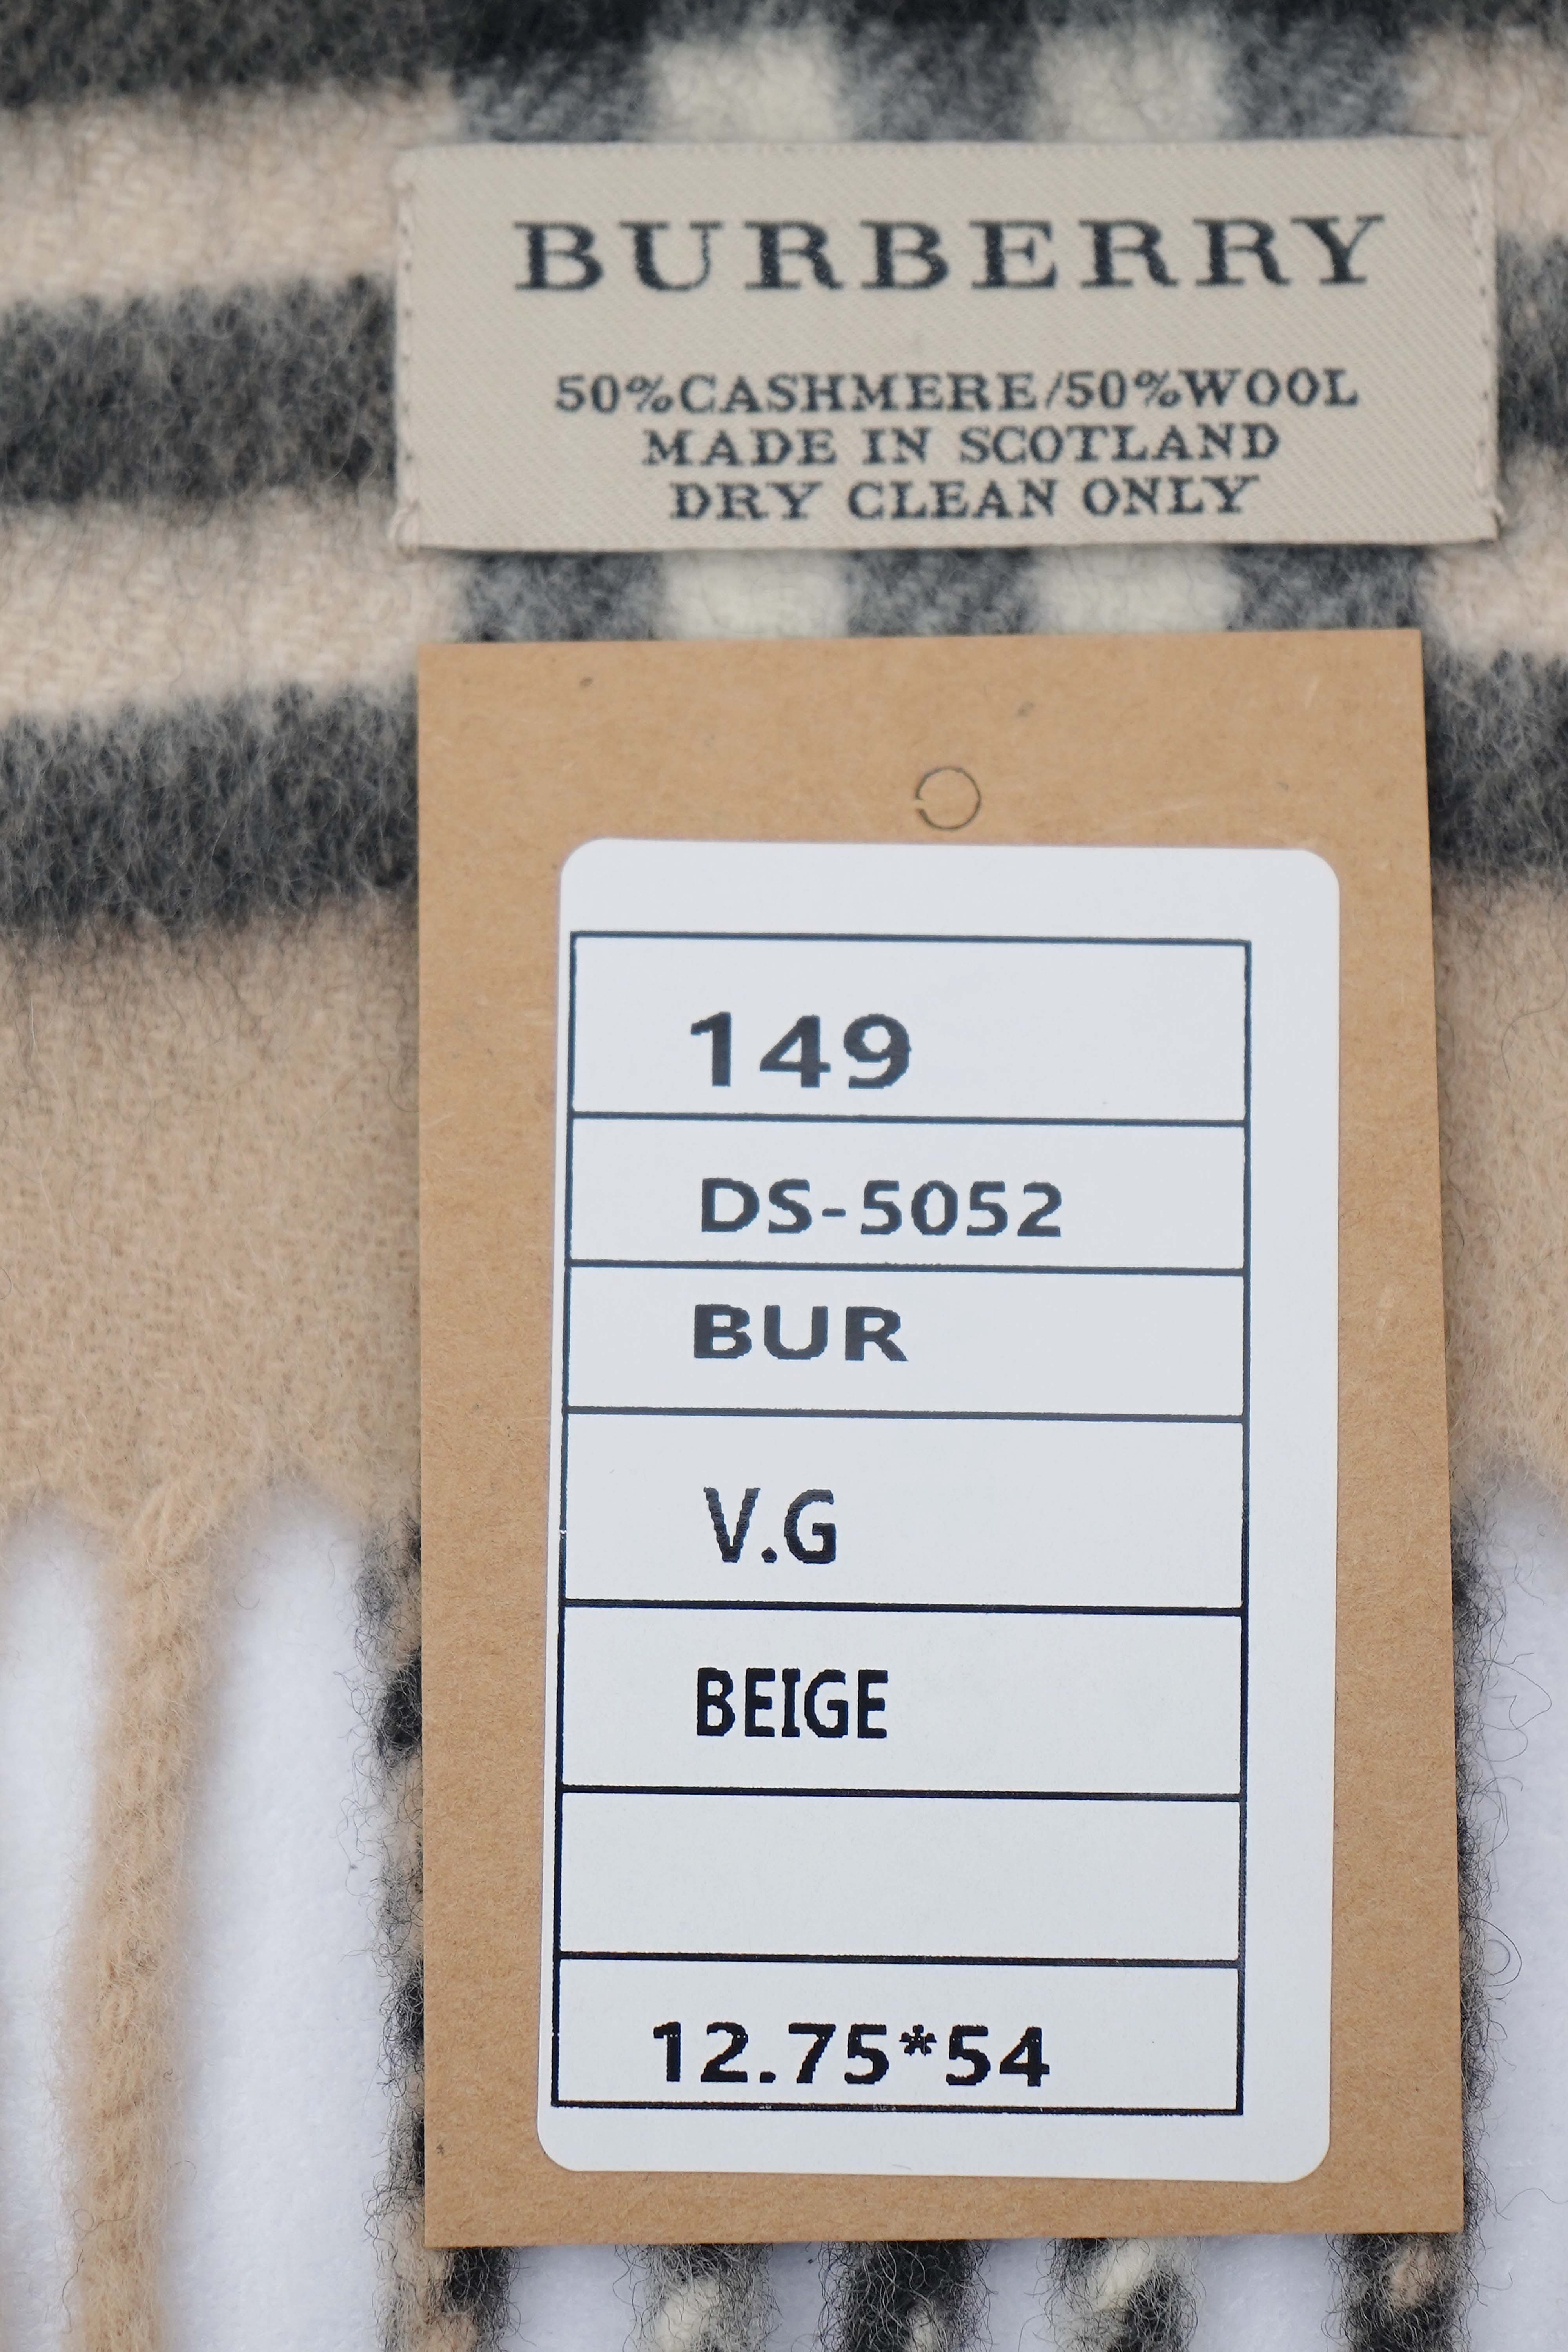 BURBERRY
50%CASHMERE/50%WOOL
MADE IN SCOTLAND
DRY CLEAN ONLY
149
DS-5052
BUR
V.G
BEIGE
12.75*54